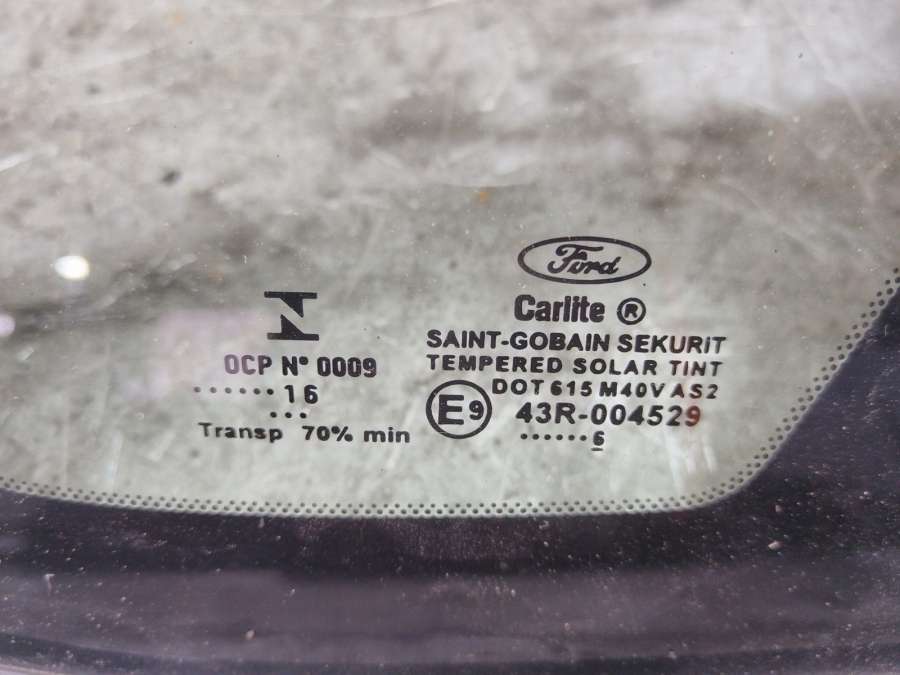 OCP N° 0009
······16
···
Transp 70% min
Ford
Carlite ®
SAINT-GOBAIN SEKURIT
TEMPERED SOLAR TINT
DOT 615 M40V AS2
E9 43R-004529
······6